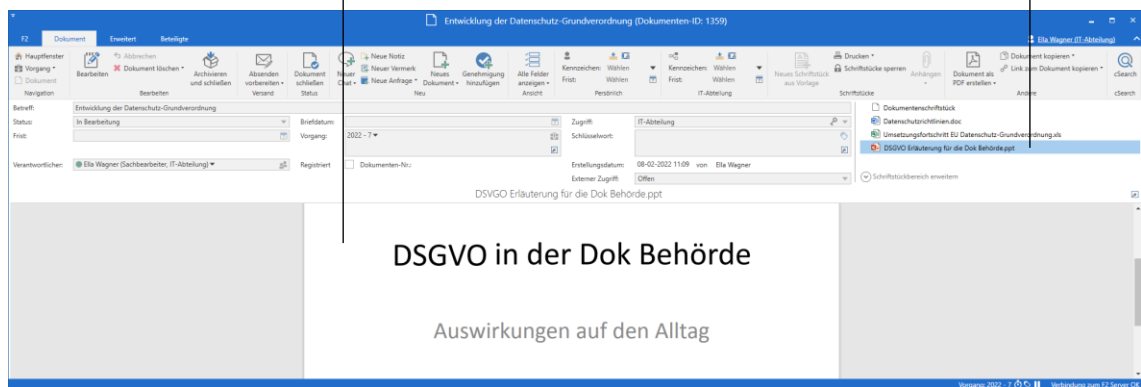 Entwicklung der Datenschutz-Grundverordnung (Dokumenten-ID: 1359)
F2 Dokument Erweitert Beteiligte
Ella Wagner (IT-Abteilung)
Hauptfenster
Vorgang
Dokument
Navigation
Bearbeiten
Abbrechen
Dokument löschen
Archivieren und schließen
Bearbeiten
Absenden vorbereiten
Versand
Dokument schließen
Status
Neuer Chat
Neue Notiz
Neuer Vermerk
Neue Anfrage
Neues Dokument
Genehmigung hinzufügen
Neu
Alle Felder anzeigen
Ansicht
Kennzeichen: Wählen
Frist: Wählen
Persönlich
Kennzeichen: Wählen
Frist: Wählen
IT-Abteilung
Neues Schriftstück aus Vorlage
Drucken
Schriftstücke sperren
Anhängen
Schriftstücke
Dokument als PDF erstellen
Dokument kopieren
Link zum Dokument kopieren
Andere
cSearch
cSearch
Betreff: Entwicklung der Datenschutz-Grundverordnung
Status: In Bearbeitung Briefdatum: Zugriff: IT-Abteilung
Frist: Vorgang: 2022 - 7 Schlüsselwort:
Verantwortlicher: Ella Wagner (Sachbearbeiter, IT-Abteilung) Registriert Dokumenten-Nr.: Erstellungsdatum: 08-02-2022 11:09 von Ella Wagner
Externer Zugriff: Offen
Dokumentenschriftstück
Datenschutzrichtlinien.doc
Umsetzungsfortschritt EU Datenschutz-Grundverordnung.xls
DSGVO Erläuterung für die Dok Behörde.ppt
Schriftstückbereich erweitern
DSVGO Erläuterung für die Dok Behörde.ppt
DSGVO in der Dok Behörde
Auswirkungen auf den Alltag
Vorgang: 2022 - 7 Verbindung zum F2 Server OK